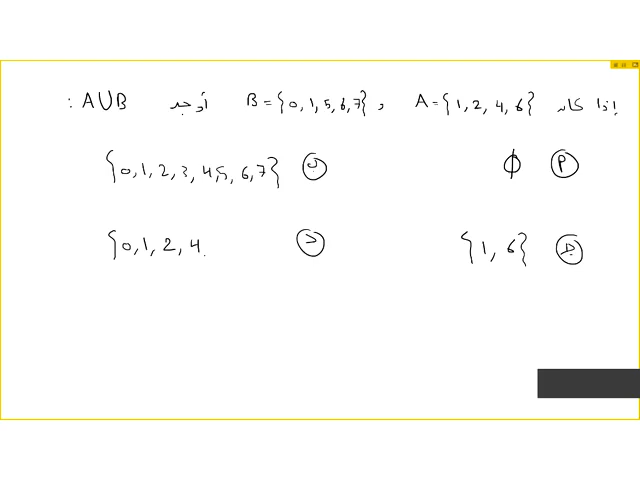 إذا كان A={1, 2, 4, 6} و B={0, 1, 5, 6, 7} أوجد A∪B :
أ ϕ ب {0, 1, 2, 3, 4, 5, 6, 7}
ج {1, 6} د {0, 1, 2, 4